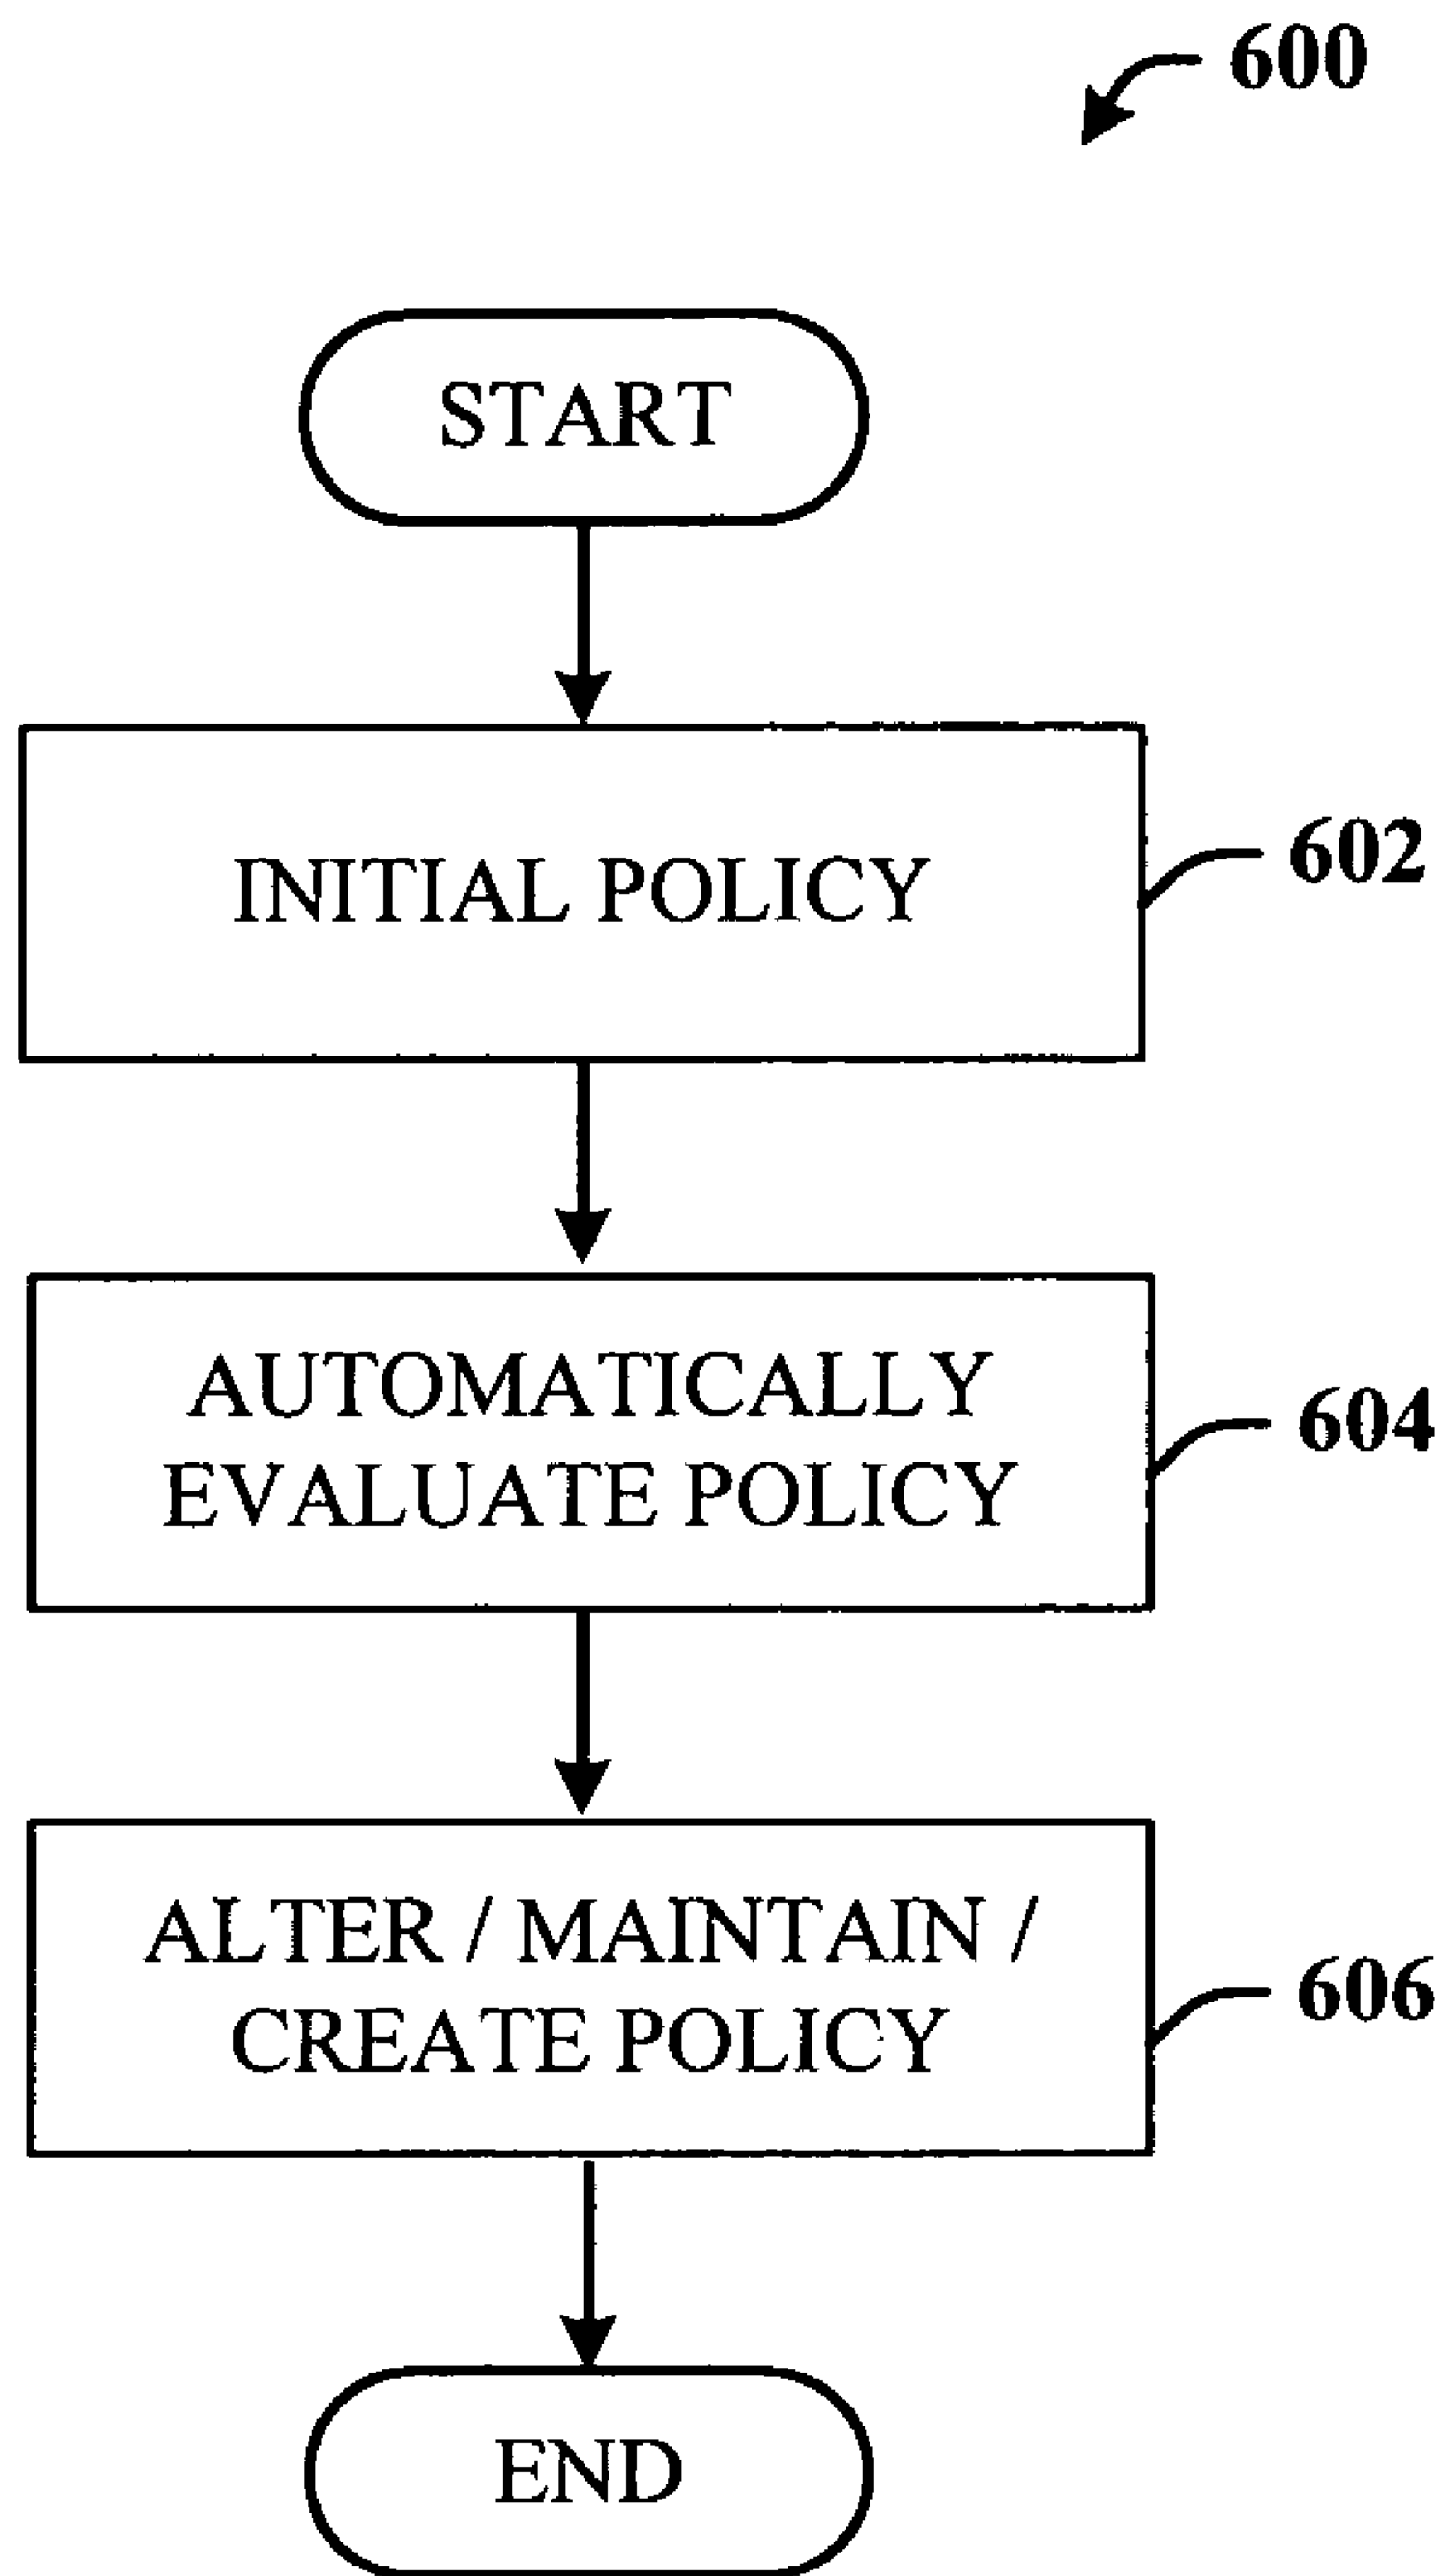 600
START
INITIAL POLICY
602
AUTOMATICALLY
EVALUATE POLICY
604
ALTER / MAINTAIN /
CREATE POLICY
606
END